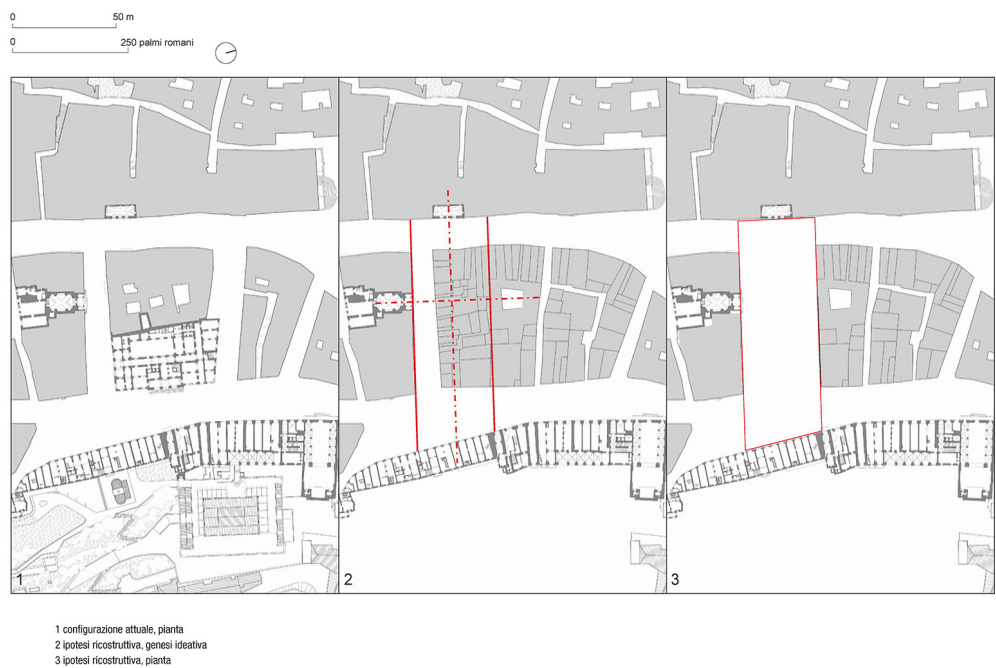 0 50 m
0 250 palmi romani
1 2 3
1 configurazione attuale, pianta
2 ipotesi ricostruttiva, genesi ideativa
3 ipotesi ricostruttiva, pianta